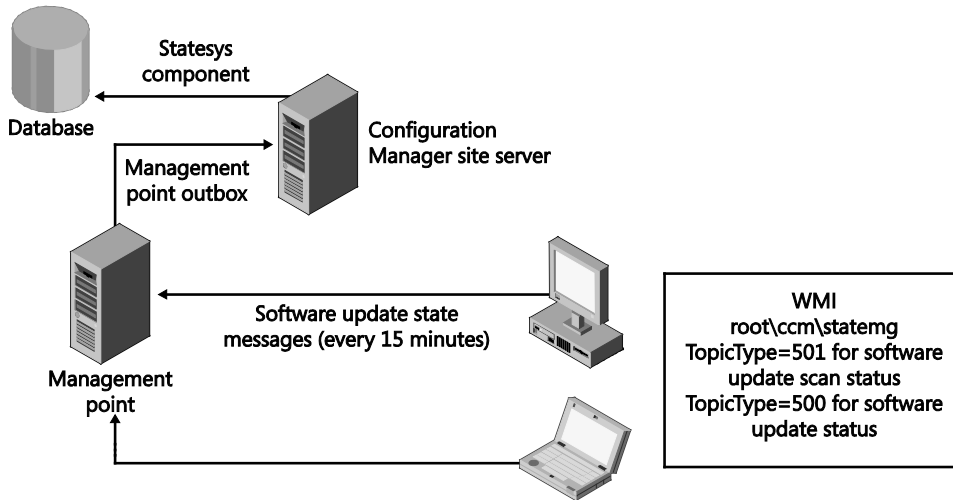 Statesys
component
Database
Configuration
Manager site server
Management
point outbox
Software update state
messages (every 15 minutes)
Management
point
WMI
root\ccm\statemg
TopicType=501 for software
update scan status
TopicType=500 for software
update status